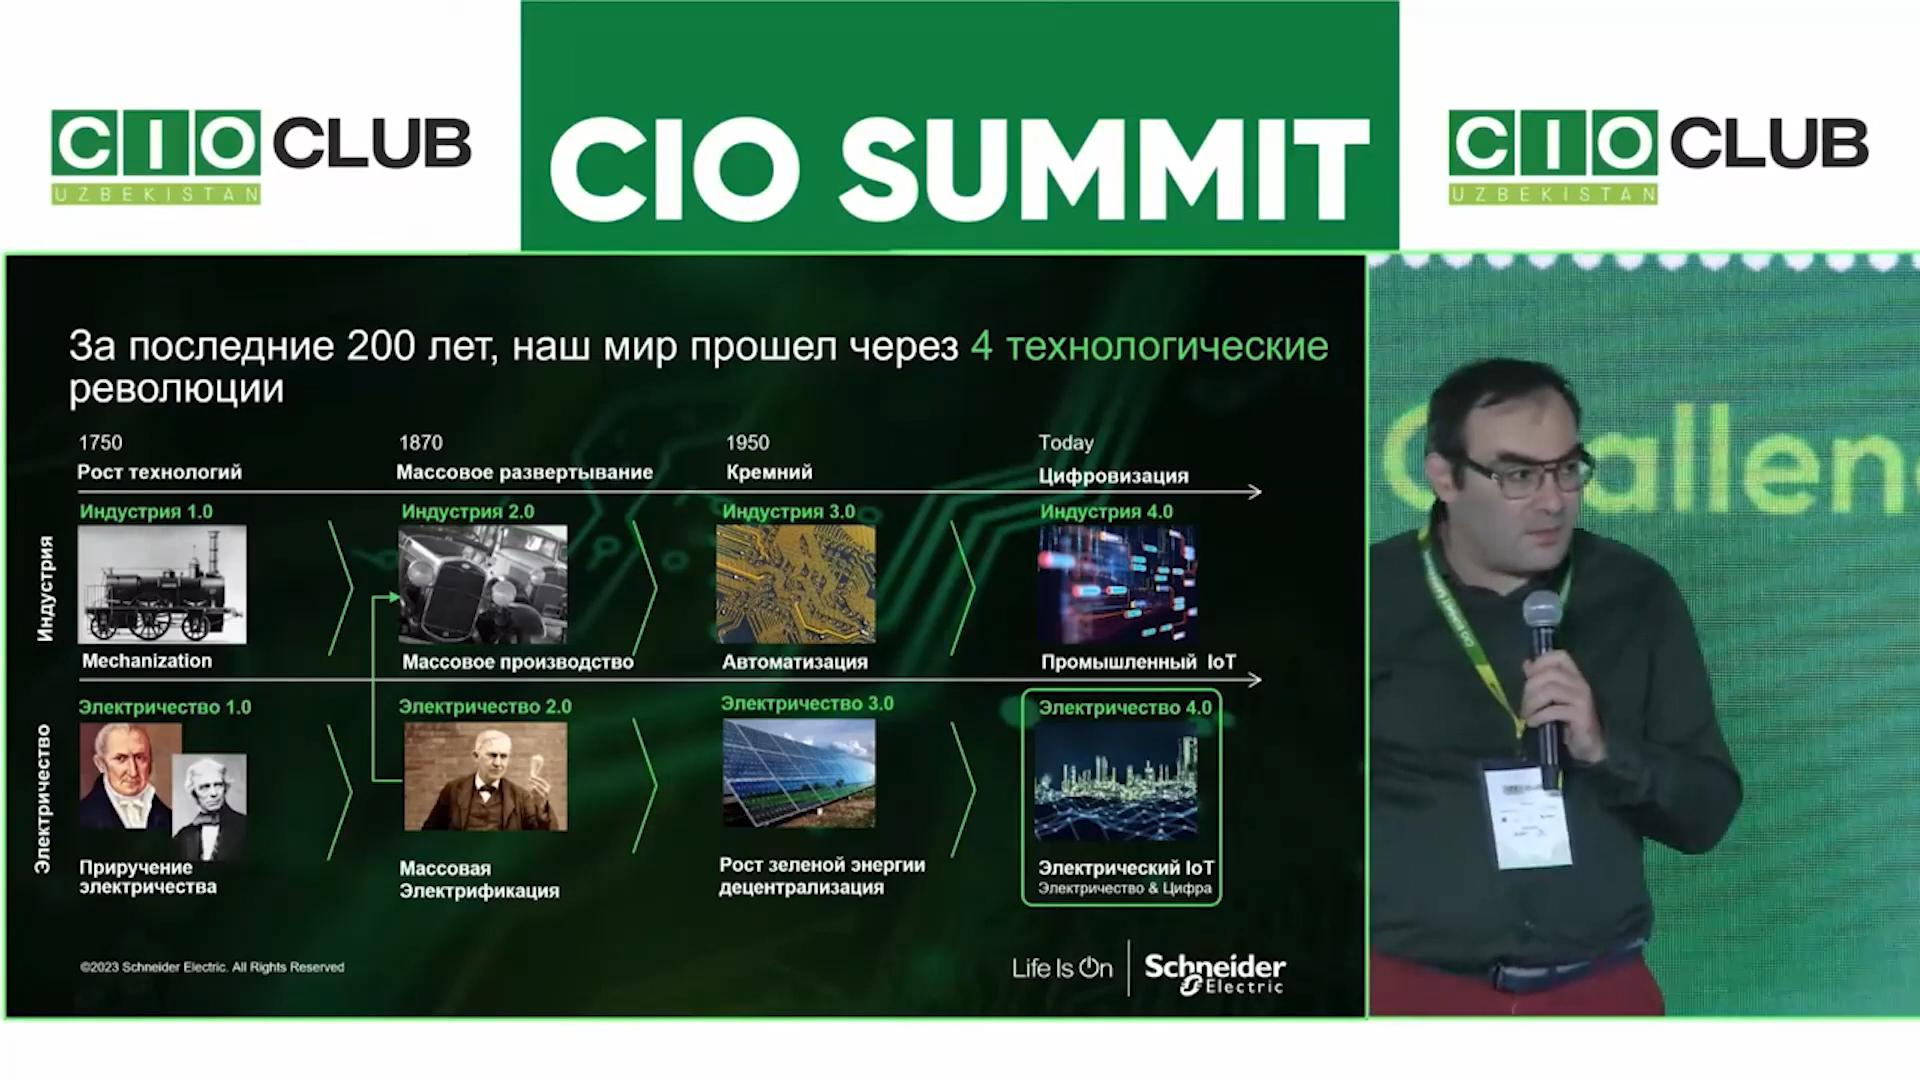 CIO CLUB
UZBEKISTAN
CIO SUMMIT
CIO CLUB
UZBEKISTAN
За последние 200 лет, наш мир прошел через 4 технологические
революции
1750
1870
1950
Today
Рост технологий
Массовое развертывание
Кремний
Цифровизация
Индустрия
Индустрия 1.0
Индустрия 2.0
Индустрия 3.0
Индустрия 4.0
Mechanization
Массовое производство
Автоматизация
Промышленный IoT
Электричество
Электричество 1.0
Электричество 2.0
Электричество 3.0
Электричество 4.0
Приручение
электричества
Массовая
Электрификация
Рост зеленой энергии
децентрализация
Электрический IoT
Электричество & Цифра
©2023 Schneider Electric. All Rights Reserved
Life Is On
Schneider
Electric